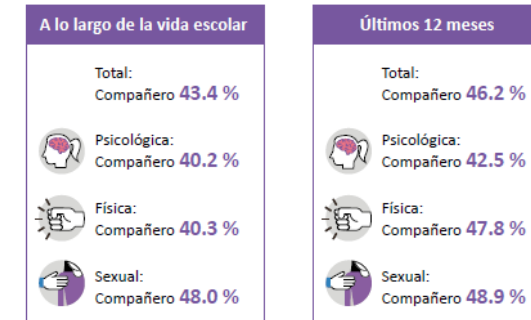 A lo largo de la vida escolar
Total:
Compañero 43.4 %
Psicológica:
Compañero 40.2 %
Física:
Compañero 40.3 %
Sexual:
Compañero 48.0 %
Últimos 12 meses
Total:
Compañero 46.2 %
Psicológica:
Compañero 42.5 %
Física:
Compañero 47.8 %
Sexual:
Compañero 48.9 %